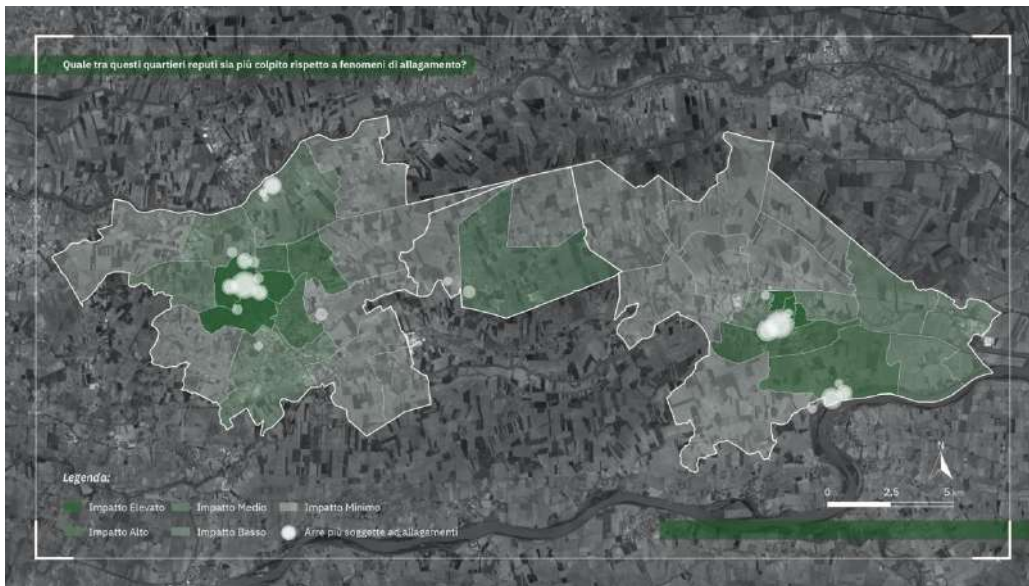 Quale tra questi quartieri reputi sia più colpito rispetto a fenomeni di allagamento?
N
Legenda:
Impatto Elevato Impatto Medio Impatto Minimo
Impatto Alto Impatto Basso Arre più soggette ad allagamenti
0 2,5 5 km